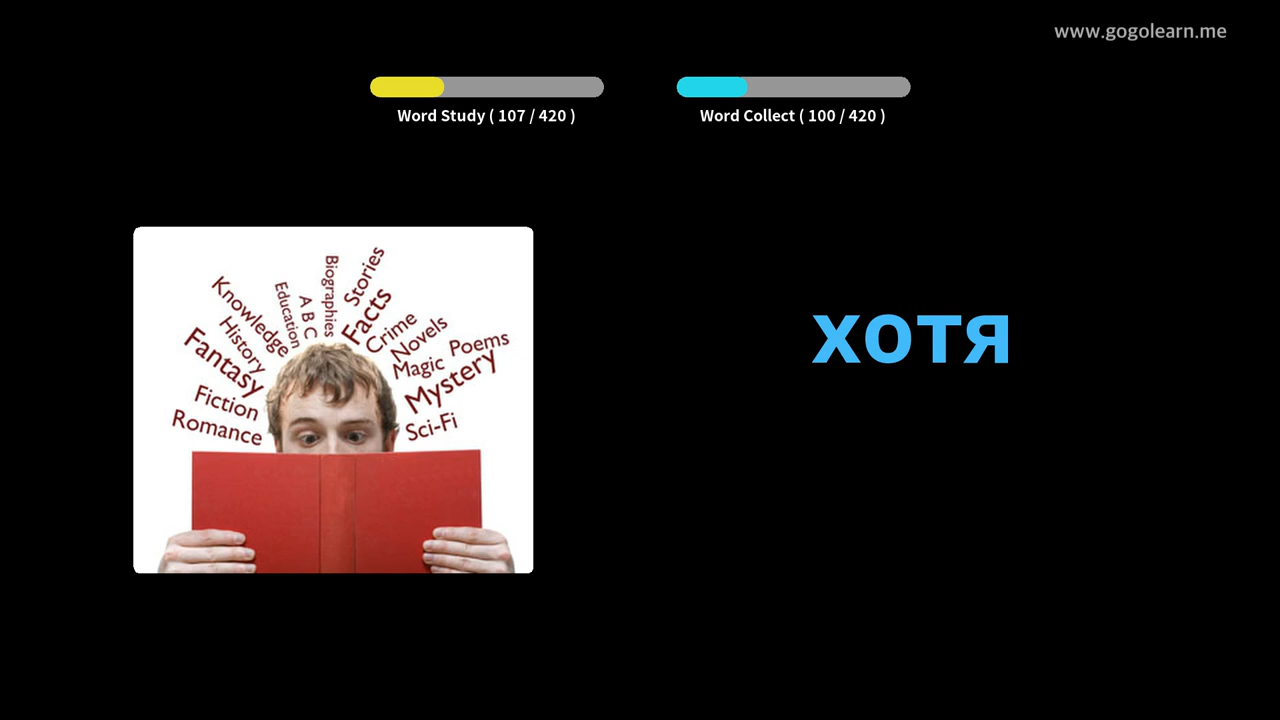 www.gogolearn.me
Word Study ( 107 / 420 )
Word Collect ( 100 / 420 )
Biographies
Stories
Education
A B C
Facts
Knowledge
Crime
History
Novels
Fantasy
Poems
Magic
Mystery
Fiction
Romance
Sci-Fi
хотя